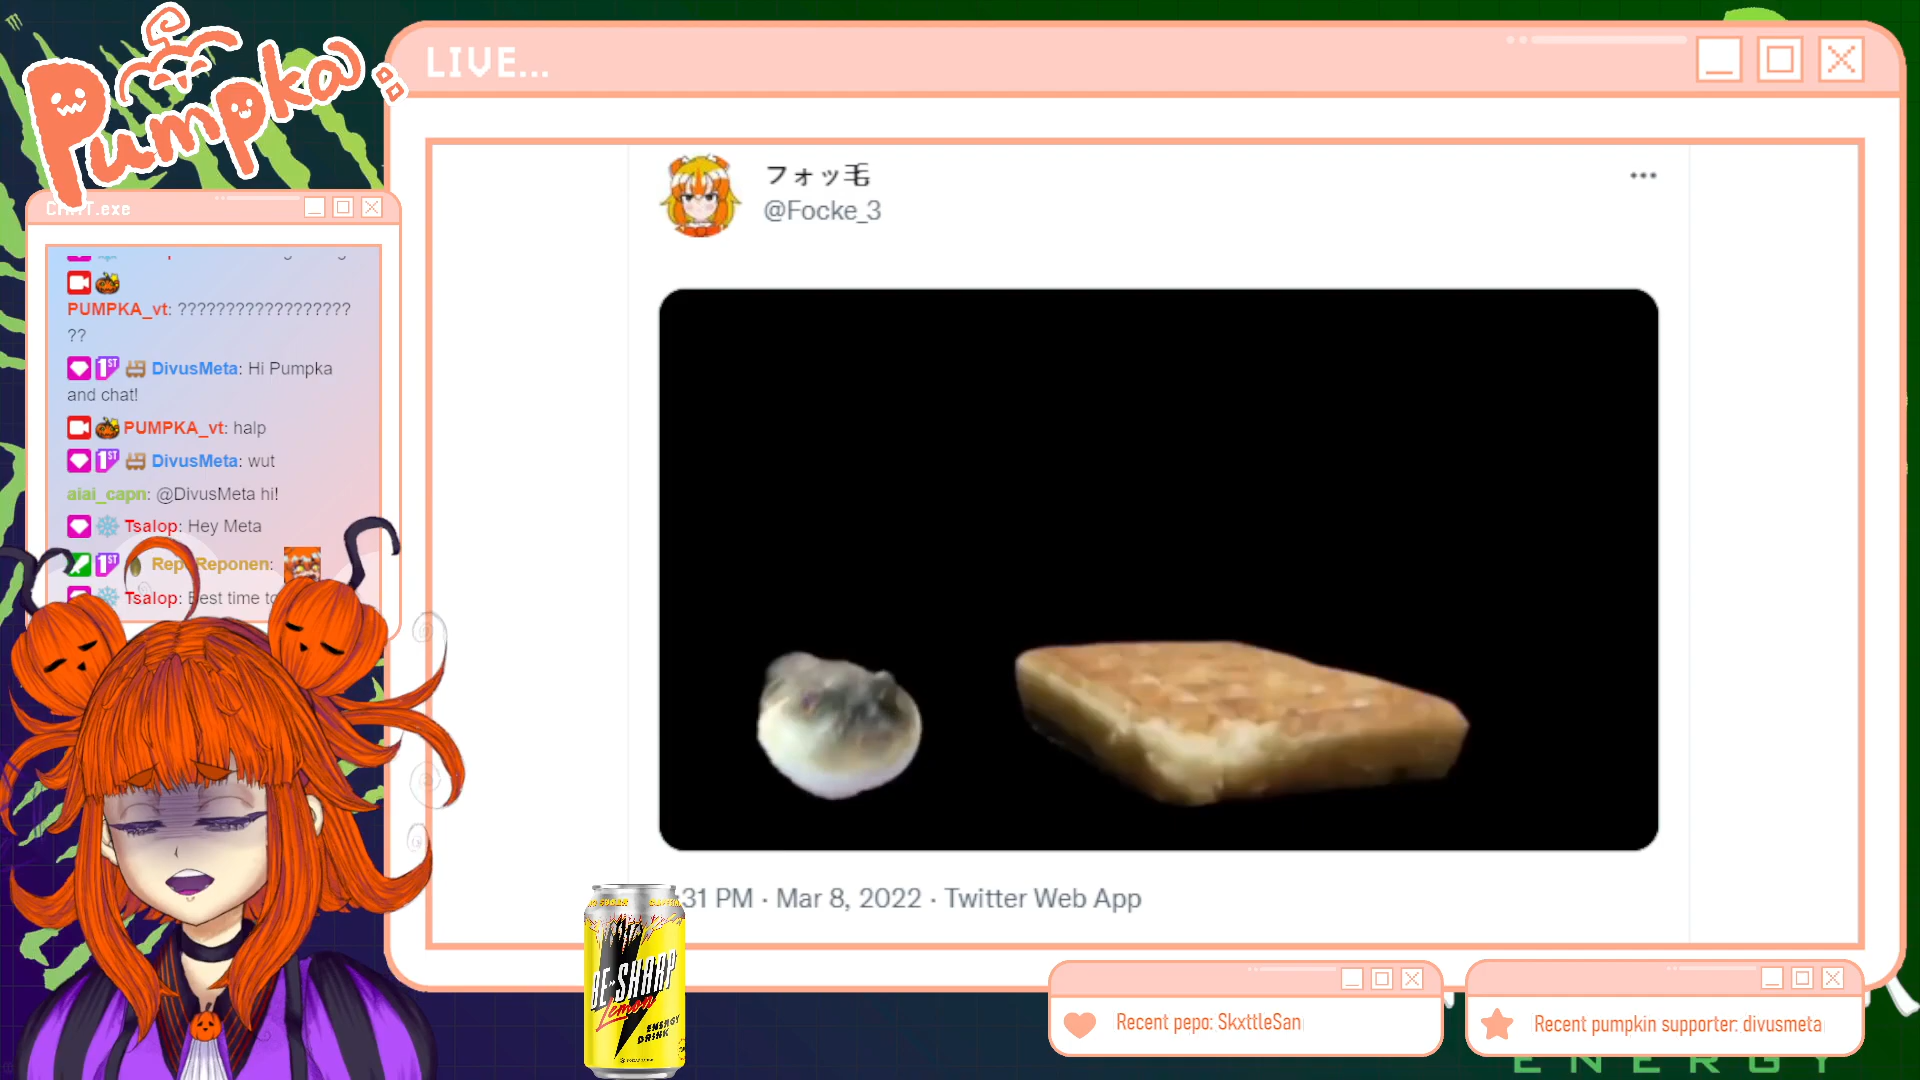 Pumpka
LIVE...
CHAT.exe
PUMPKA_vt: ??????????????????
??
DivusMeta: Hi Pumpka
and chat!
PUMPKA_vt: halp
DivusMeta: wut
aiai_capn: @DivusMeta hi!
Tsalop: Hey Meta
Reponen:
Tsalop: Best time to
フォッ毛
@Focke_3
31 PM · Mar 8, 2022 · Twitter Web App
BE-SHARP
Lemon
ENERGY
DRINK
Recent pepo: SkxttleSan
Recent pumpkin supporter: divusmeta
ENERGY